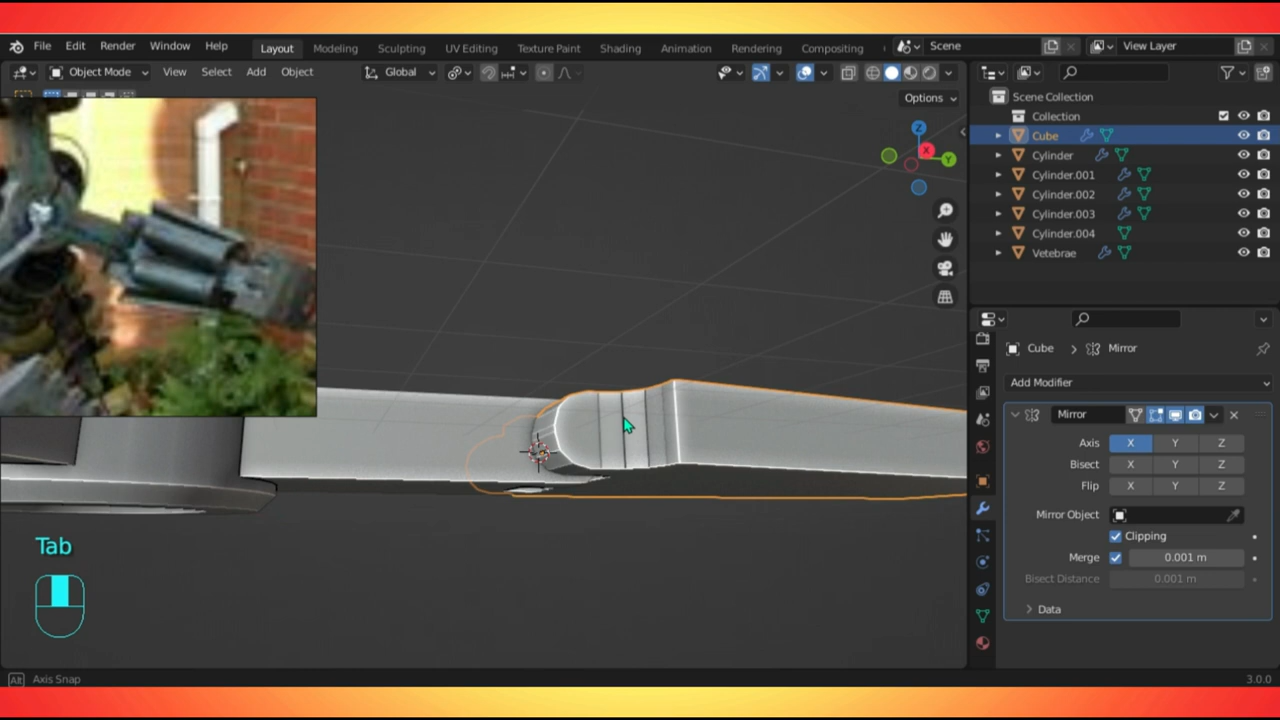 File Edit Render Window Help Layout Modeling Sculpting UV Editing Texture Paint Shading Animation Rendering Compositing Scene View Layer
Object Mode View Select Add Object Global
Options
Z
X
Y
Scene Collection
Collection
Cube
Cylinder
Cylinder.001
Cylinder.002
Cylinder.003
Cylinder.004
Vetebrae
Cube > Mirror
Add Modifier
Mirror
Axis X Y Z
Bisect X Y Z
Flip X Y Z
Mirror Object
Clipping
Merge 0.001 m
Bisect Distance 0.001 m
Data
Tab
Alt Axis Snap 3.0.0